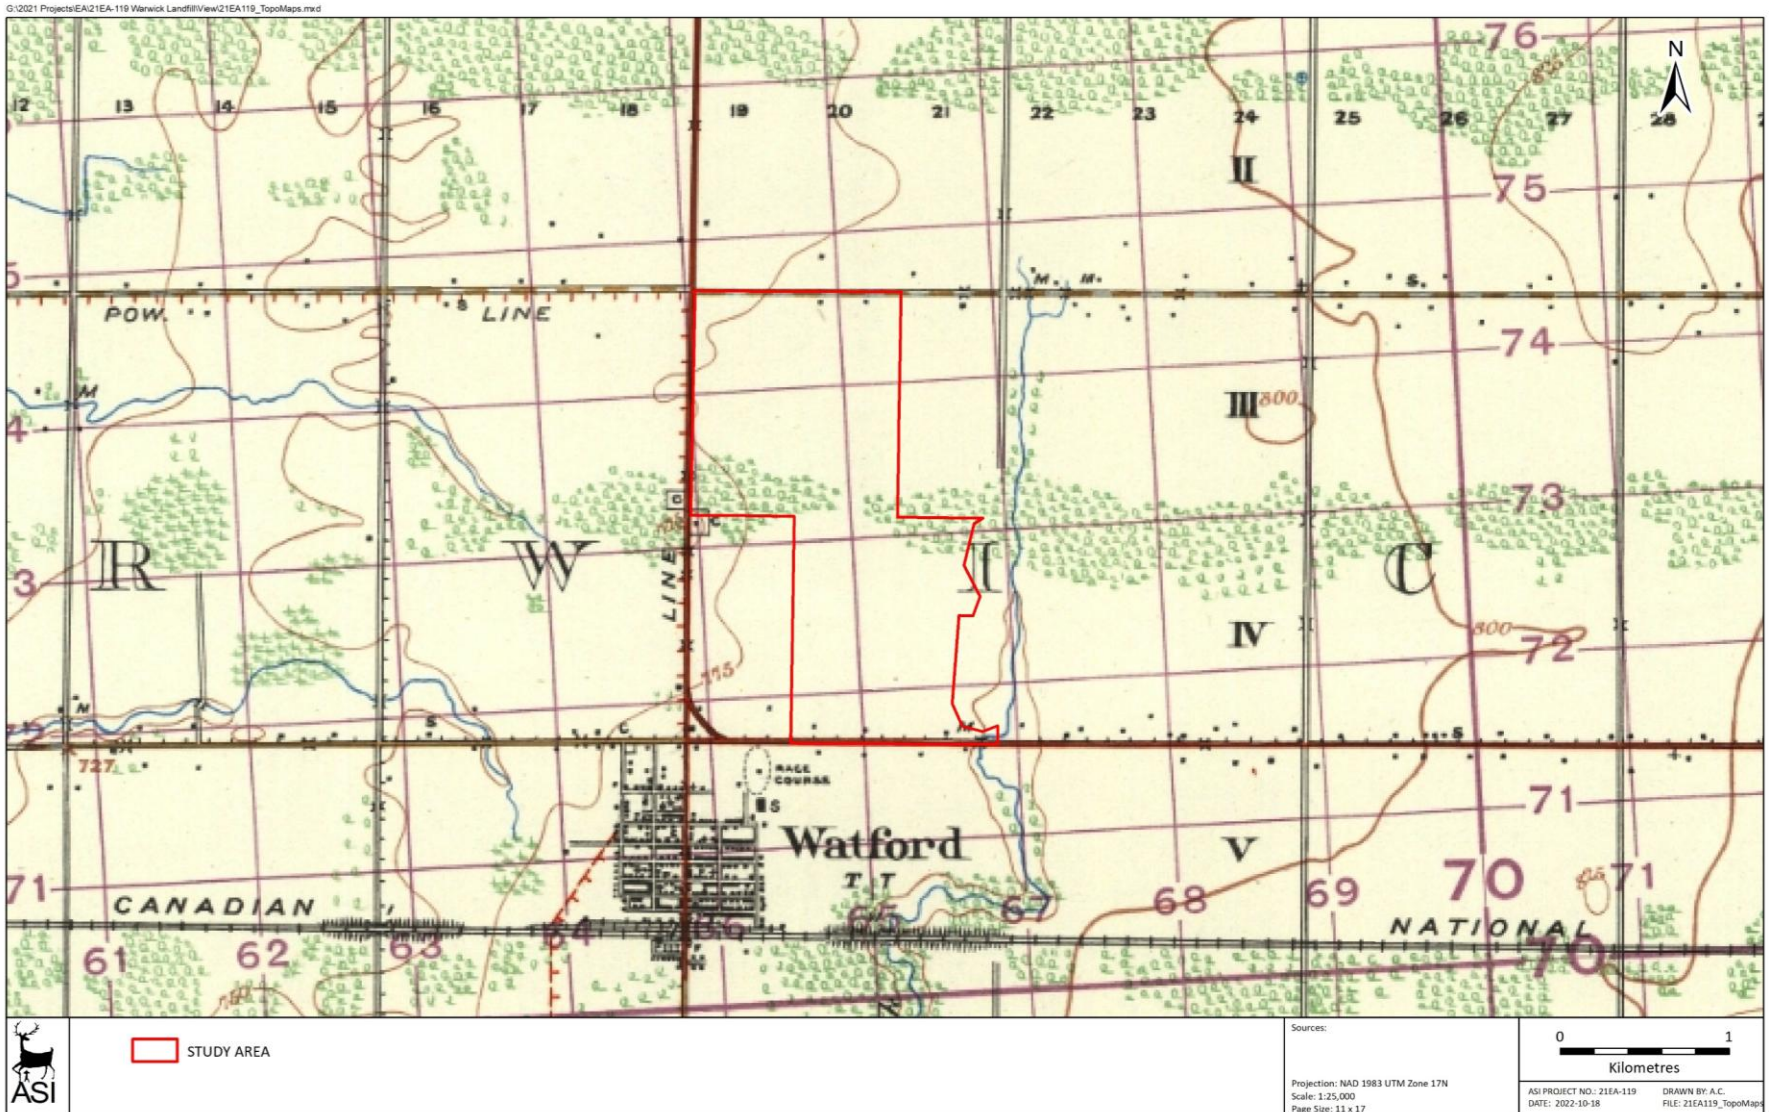 G:\2021 Projects\EA\21EA-119 Warwick Landfill\View\21EA119_TopoMaps.mxd
76
N
12 13 14 15 16 17 18 19 20 21 22 23 24 25 26 27 28
II
75
M. M.
S.
POW. S LINE
74
M
III 800
4
C
C
73
R W I C
3
LINE
IV
800
72
775
M
M
S
C
S
727
RACE
COURSE
S
71
Watford
V
T T
70
71
CANADIAN
68 69
71
65 67
NATIONAL
61 62 63 64 66
70
ASI
STUDY AREA
Sources:
Projection: NAD 1983 UTM Zone 17N
Scale: 1:25,000
Page Size: 11 x 17
0 1
Kilometres
ASI PROJECT NO.: 21EA-119 DRAWN BY: A.C.
DATE: 2022-10-18 FILE: 21EA119_TopoMaps